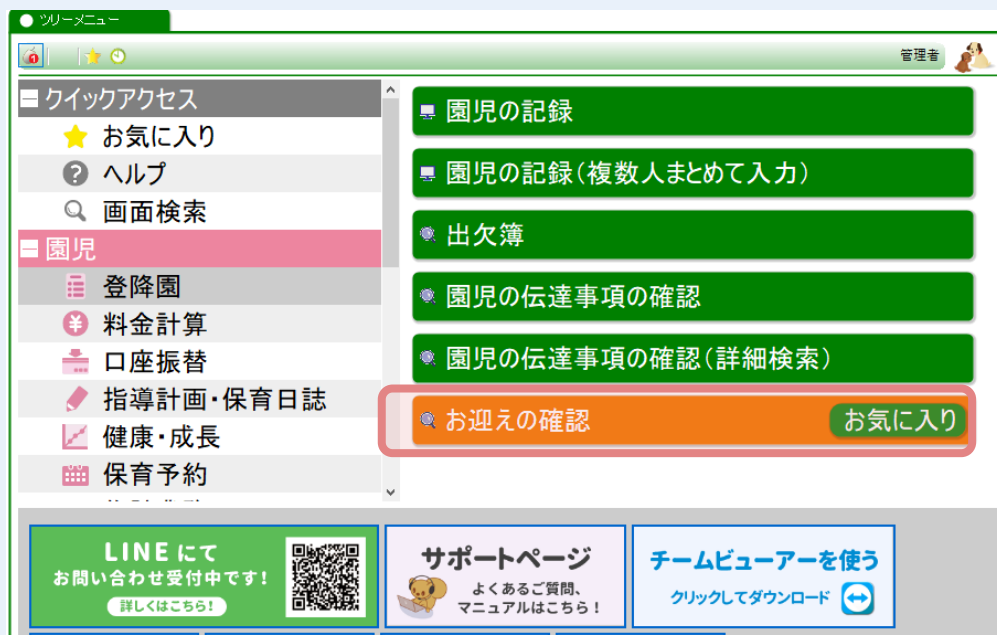 ツリーメニュー
1
管理者
クイックアクセス
お気に入り
ヘルプ
画面検索
園児
登降園
料金計算
口座振替
指導計画・保育日誌
健康・成長
保育予約
園児の記録
園児の記録(複数人まとめて入力)
出欠簿
園児の伝達事項の確認
園児の伝達事項の確認(詳細検索)
お迎えの確認
お気に入り
LINEにて
お問い合わせ受付中です!
詳しくはこちら!
サポートページ
よくあるご質問、
マニュアルはこちら!
チームビューアーを使う
クリックしてダウンロード